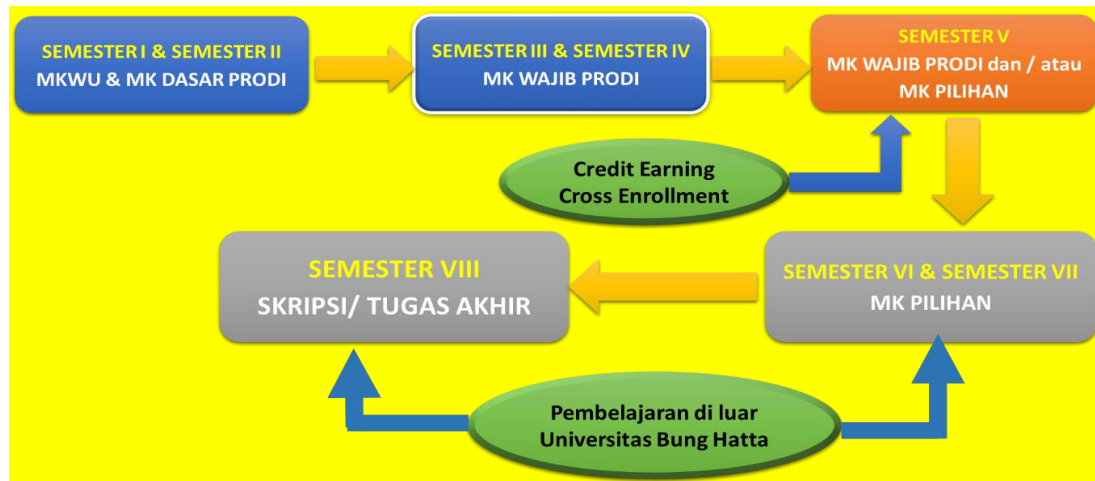 SEMESTER I & SEMESTER II
MKWU & MK DASAR PRODI
SEMESTER III & SEMESTER IV
MK WAJIB PRODI
SEMESTER V
MK WAJIB PRODI dan / atau
MK PILIHAN
Credit Earning
Cross Enrollment
SEMESTER VI & SEMESTER VII
MK PILIHAN
SEMESTER VIII
SKRIPSI/ TUGAS AKHIR
Pembelajaran di luar
Universitas Bung Hatta